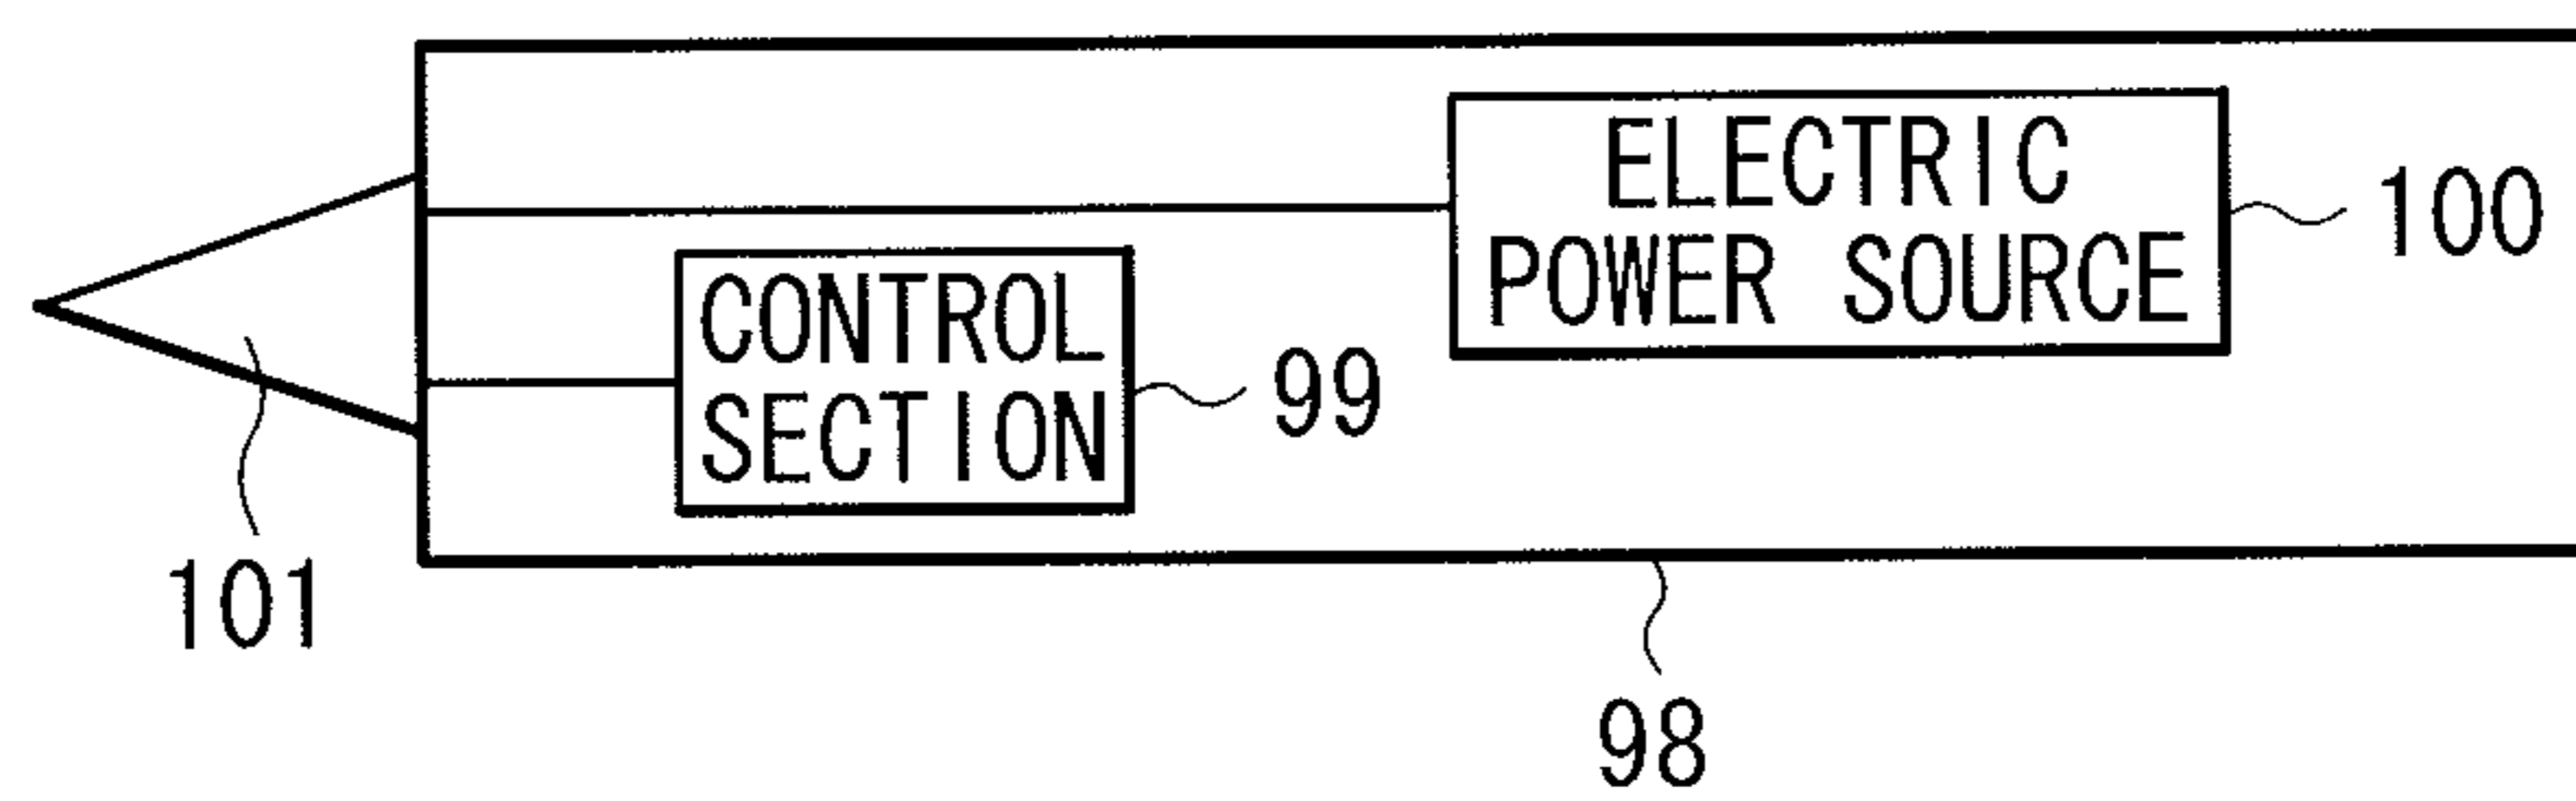 ELECTRIC
POWER SOURCE
100
CONTROL
SECTION
99
101
98